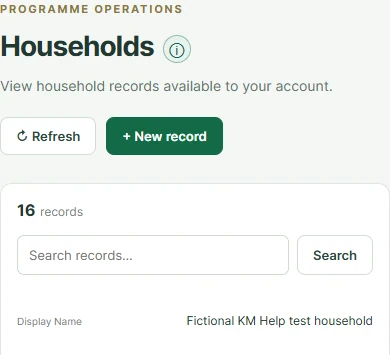 PROGRAMME OPERATIONS
Households
View household records available to your account.
Refresh
+ New record
16 records
Search records...
Search
Display Name
Fictional KM Help test household